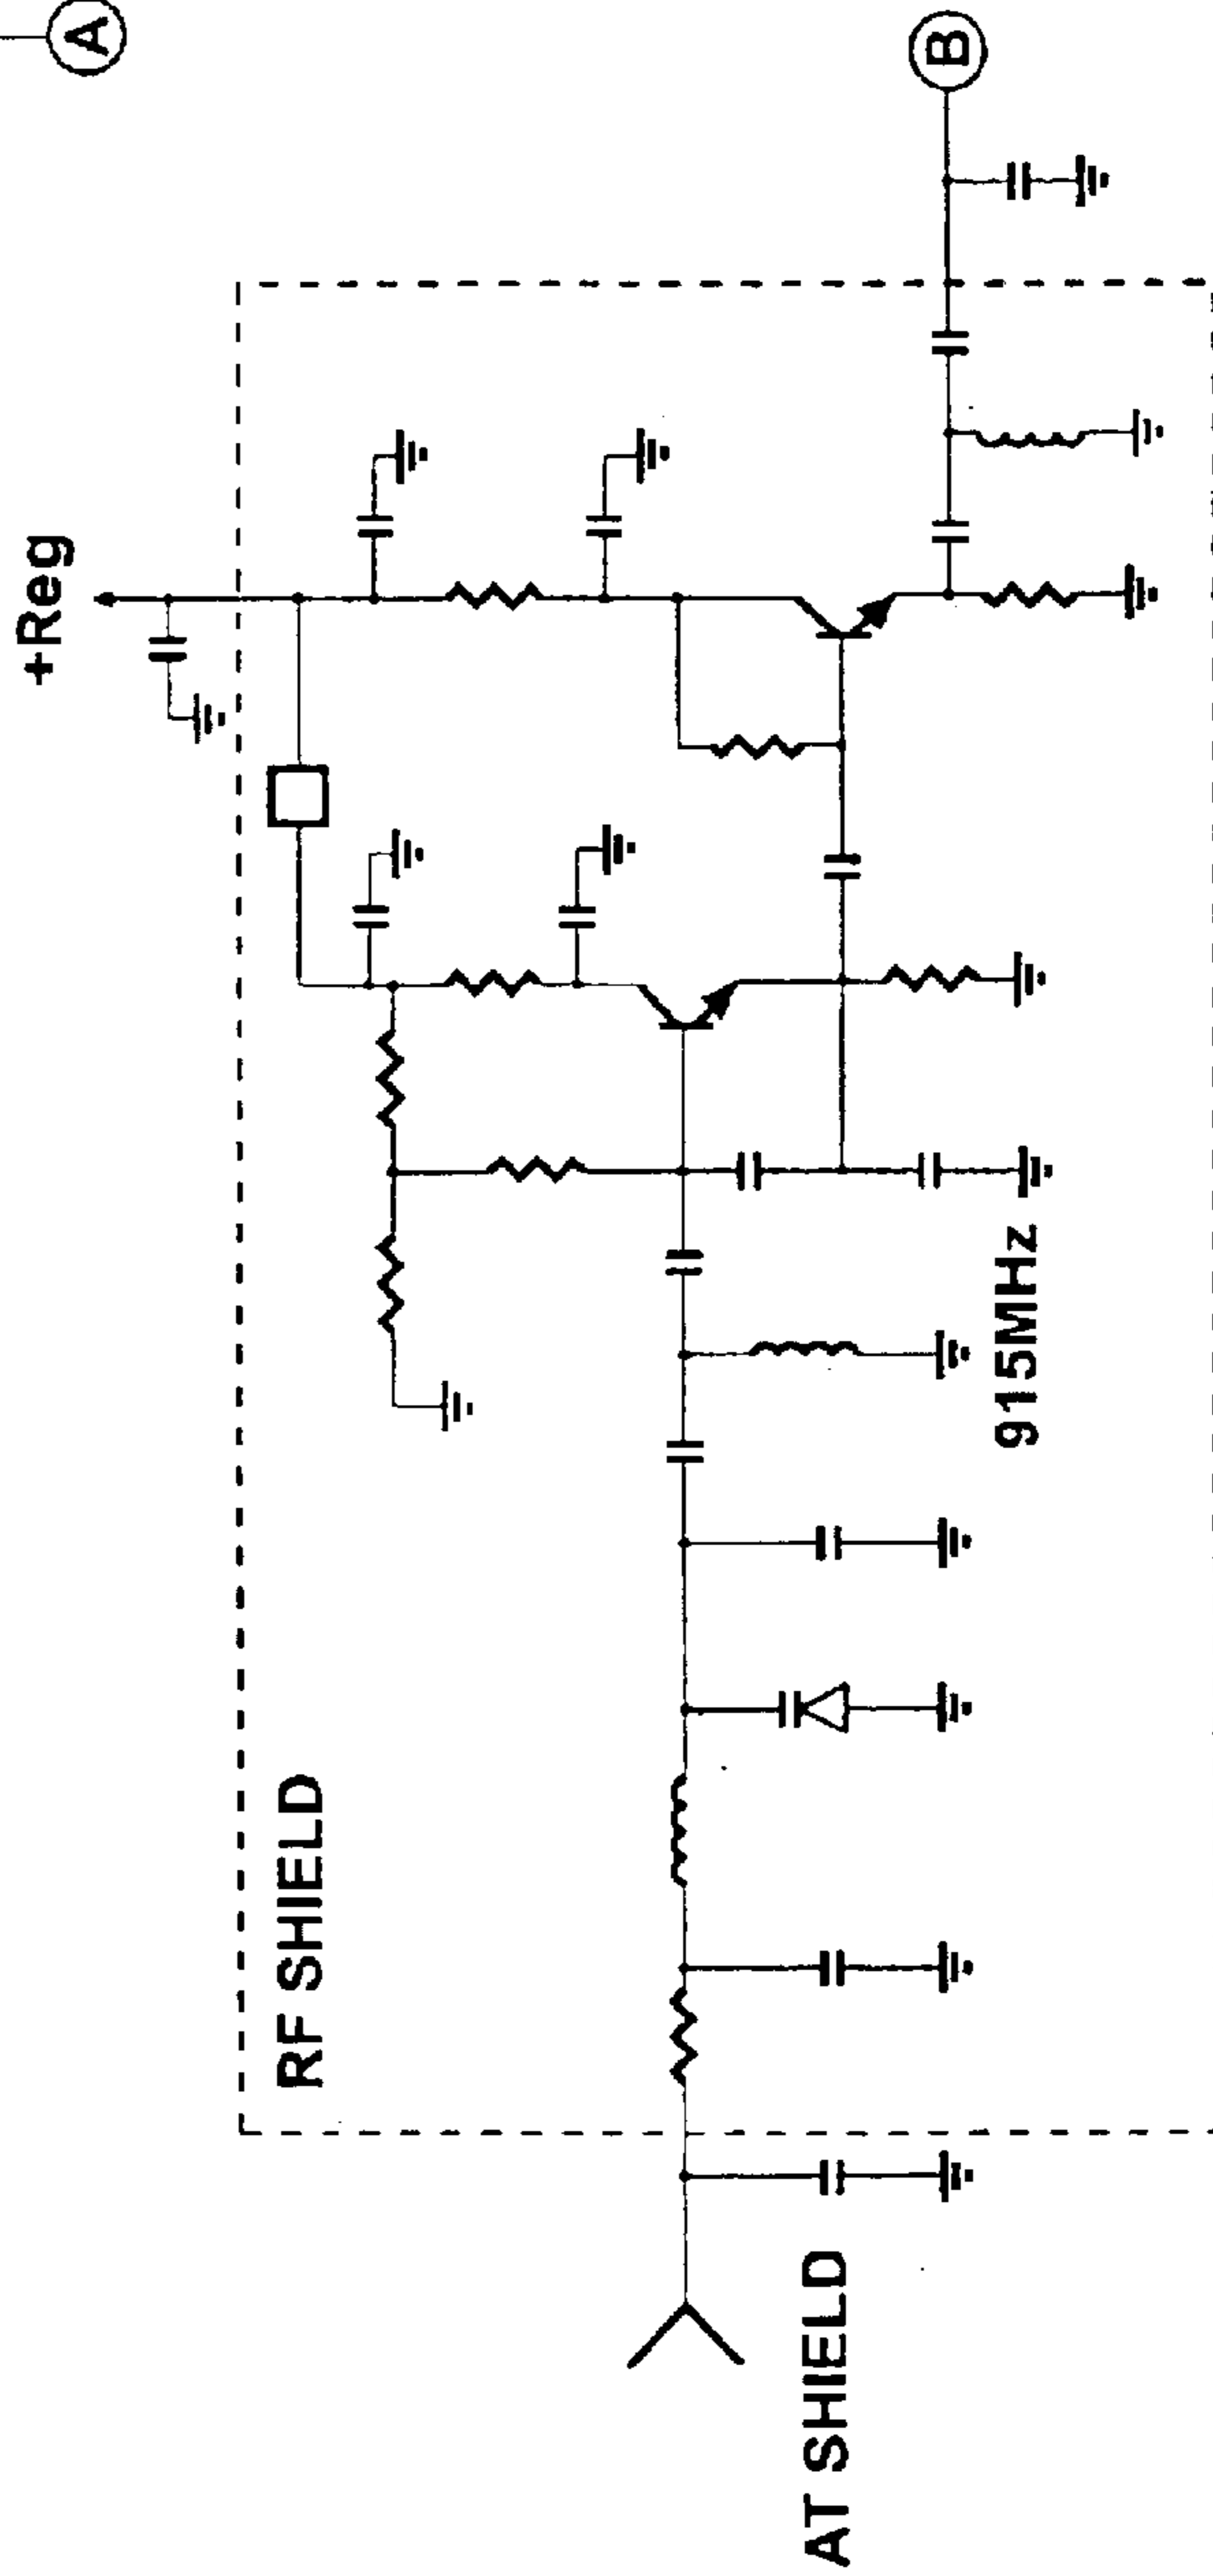 A
+Reg
B
RF SHIELD
915MHz
AT SHIELD